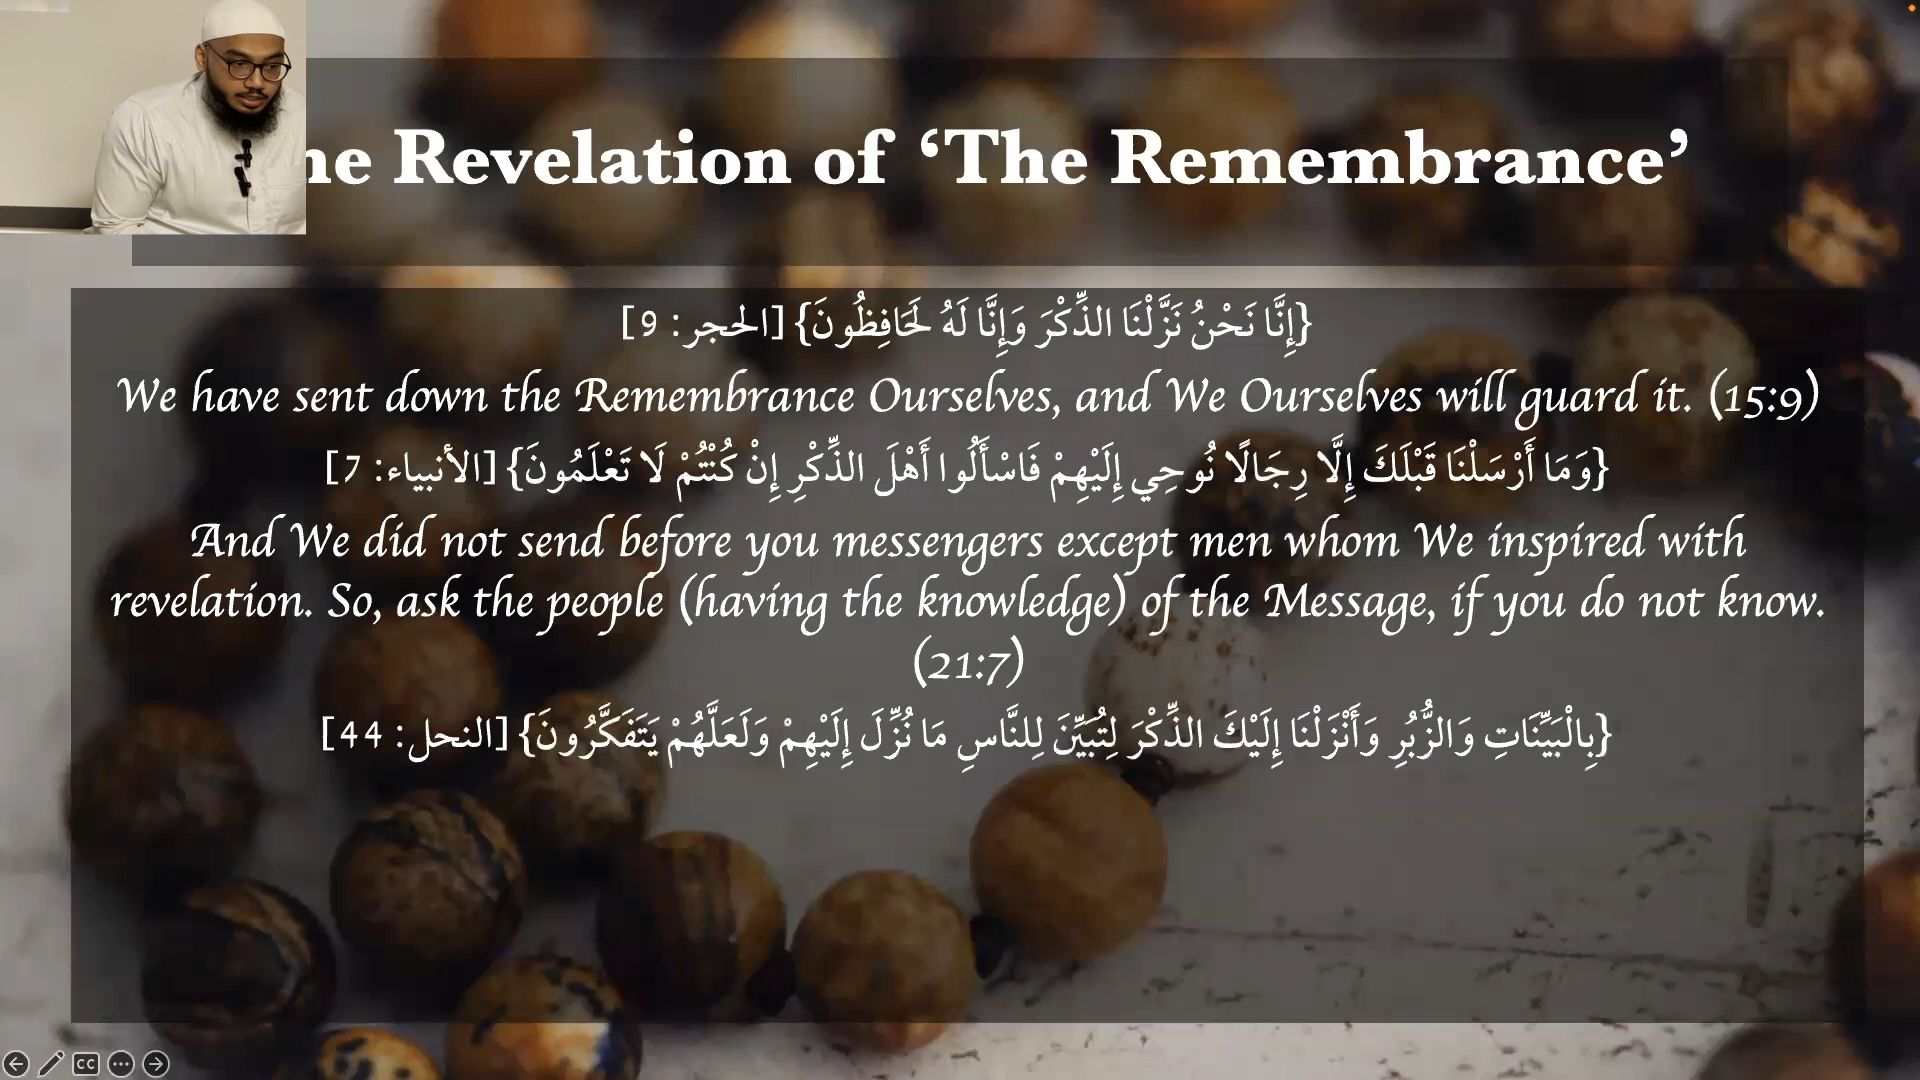 he Revelation of ‘The Remembrance’
{إِنَّا نَحْنُ نَزَّلْنَا الذِّكْرَ وَإِنَّا لَهُ لَحَافِظُونَ} [الحجر: 9]
We have sent down the Remembrance Ourselves, and We Ourselves will guard it. (15:9)
{وَمَا أَرْسَلْنَا قَبْلَكَ إِلَّا رِجَالًا نُوحِي إِلَيْهِمْ فَاسْأَلُوا أَهْلَ الذِّكْرِ إِنْ كُنْتُمْ لَا تَعْلَمُونَ} [الأنبياء: 7]
And We did not send before you messengers except men whom We inspired with
revelation. So, ask the people (having the knowledge) of the Message, if you do not know.
(21:7)
{بِالْبَيِّنَاتِ وَالزُّبُرِ وَأَنْزَلْنَا إِلَيْكَ الذِّكْرَ لِتُبَيِّنَ لِلنَّاسِ مَا نُزِّلَ إِلَيْهِمْ وَلَعَلَّهُمْ يَتَفَكَّرُونَ} [النحل: 44]
CC